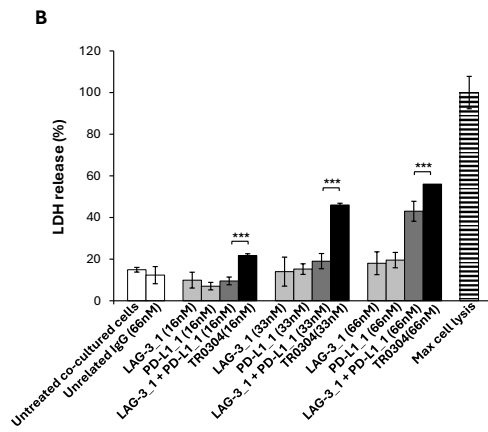 B
120
100
80
60
40
20
0
LDH release (%)
***
***
***
Untreated co-cultured cells
Unrelated IgG (66nM)
LAG-3_1 (16nM)
PD-L1_1 (16nM)
LAG-3_1 + PD-L1_1 (16nM)
TR0304(16nM)
LAG-3_1 (33nM)
PD-L1_1 (33nM)
LAG-3_1 + PD-L1_1 (33nM)
TR0304(33nM)
LAG-3_1 (66nM)
PD-L1_1 (66nM)
LAG-3_1 + PD-L1_1 (66nM)
TR0304(66nM)
Max cell lysis